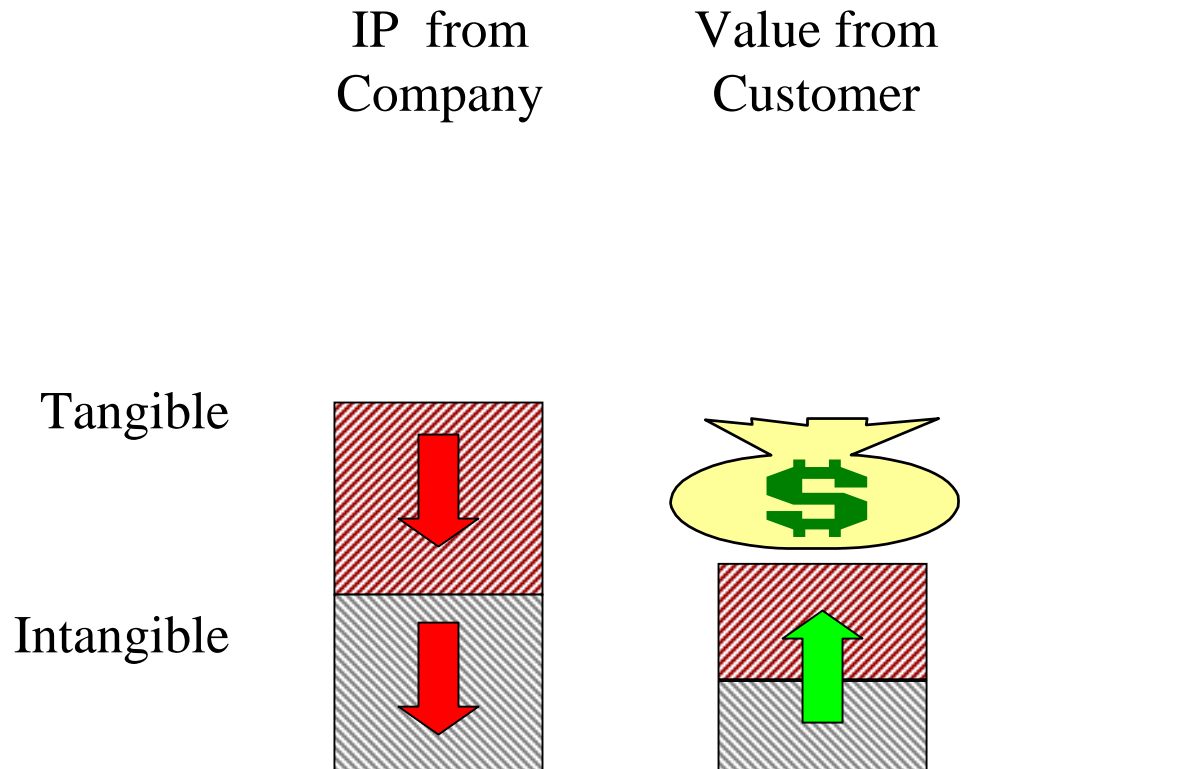 IP from
Company
Value from
Customer
Tangible
$
Intangible